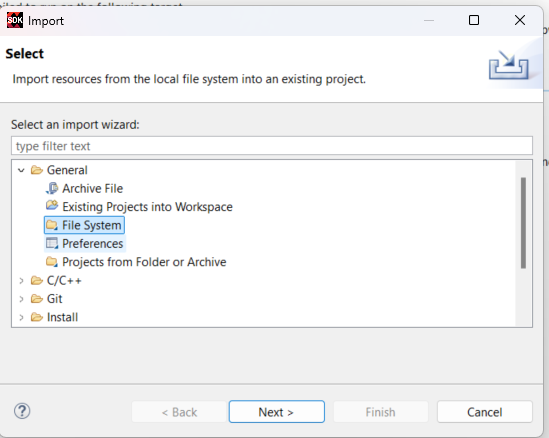 SDK Import
Select
Import resources from the local file system into an existing project.
Select an import wizard:
type filter text
General
Archive File
Existing Projects into Workspace
File System
Preferences
Projects from Folder or Archive
C/C++
Git
Install
?
< Back
Next >
Finish
Cancel